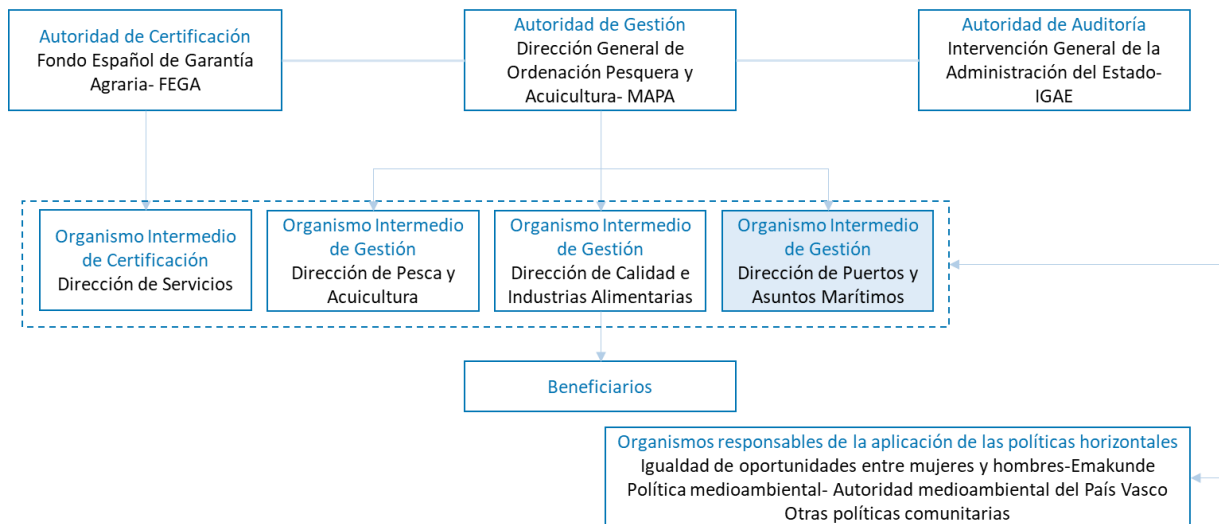 Autoridad de Certificación
Fondo Español de Garantía
Agraria- FEGA
Autoridad de Gestión
Dirección General de
Ordenación Pesquera y
Acuicultura- MAPA
Autoridad de Auditoría
Intervención General de la
Administración del Estado-
IGAE
Organismo Intermedio
de Certificación
Dirección de Servicios
Organismo Intermedio
de Gestión
Dirección de Pesca y
Acuicultura
Organismo Intermedio
de Gestión
Dirección de Calidad e
Industrias Alimentarias
Organismo Intermedio
de Gestión
Dirección de Puertos y
Asuntos Marítimos
Beneficiarios
Organismos responsables de la aplicación de las políticas horizontales
Igualdad de oportunidades entre mujeres y hombres-Emakunde
Política medioambiental- Autoridad medioambiental del País Vasco
Otras políticas comunitarias